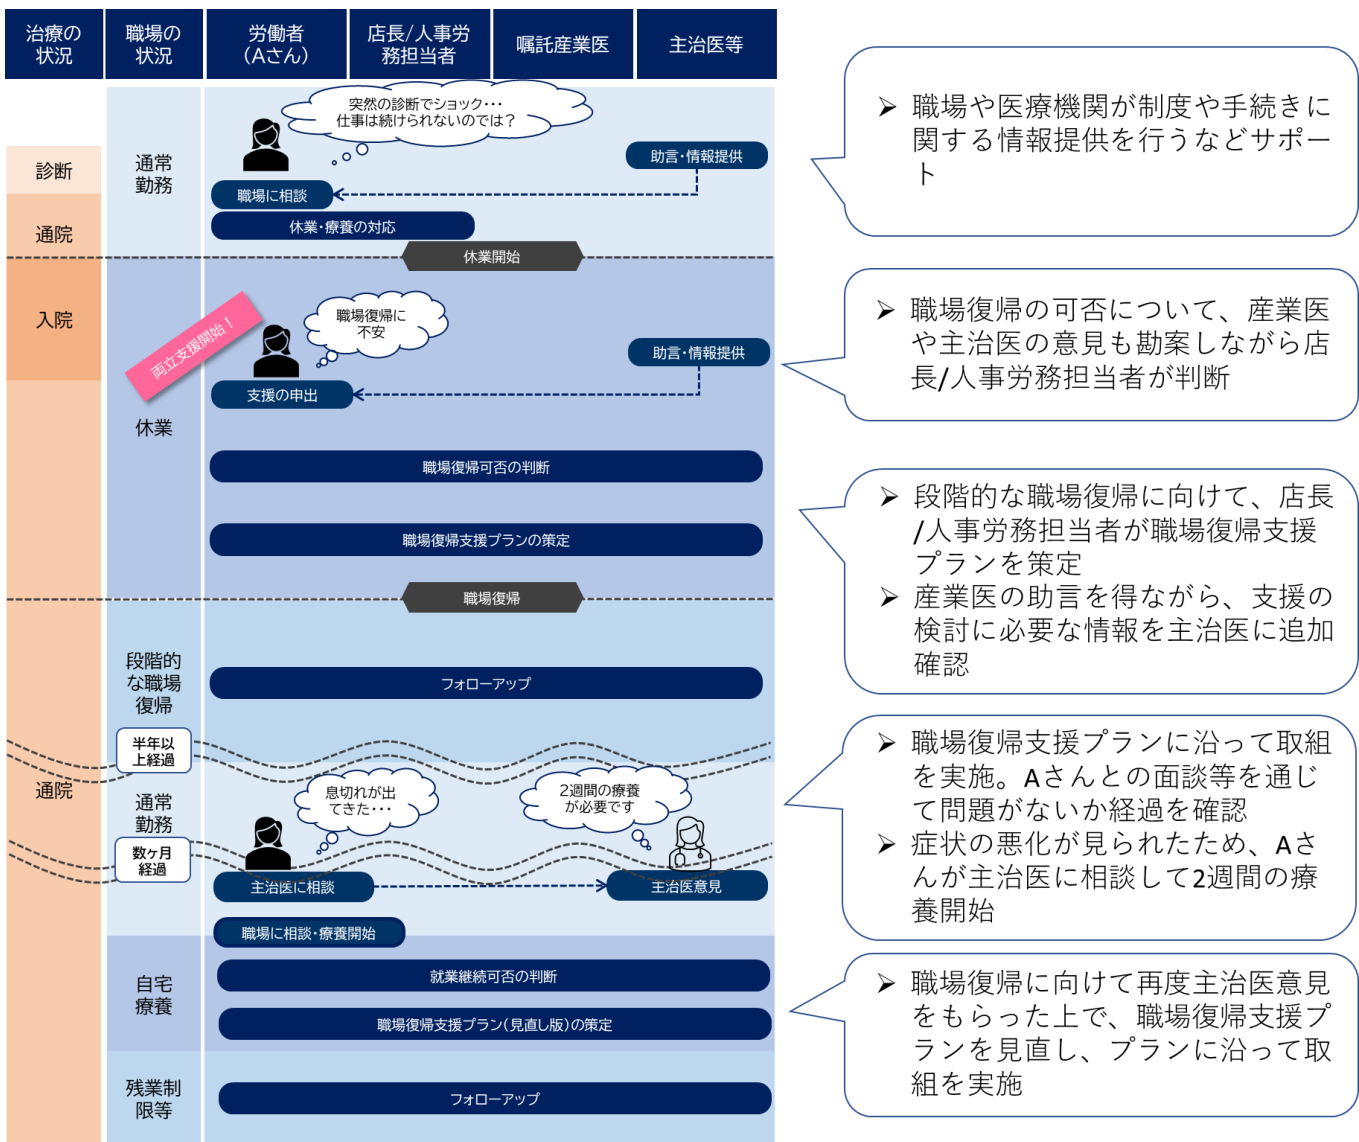 治療の
状況
職場の
状況
労働者
（Aさん）
店長/人事労
務担当者
嘱託産業医
主治医等
突然の診断でショック・・・
仕事は続けられないのでは？
診断
通常
勤務
助言・情報提供
職場に相談
休業・療養の対応
通院
休業開始
入院
両立支援開始！
職場復帰に
不安
助言・情報提供
支援の申出
休業
職場復帰可否の判断
職場復帰支援プランの策定
職場復帰
段階的
な職場
復帰
フォローアップ
半年以
上経過
通院
通常
勤務
息切れが出
てきた・・・
2週間の療養
が必要です
数ヶ月
経過
主治医に相談
主治医意見
職場に相談・療養開始
自宅
療養
就業継続可否の判断
職場復帰支援プラン（見直し版）の策定
残業制
限等
フォローアップ
➢ 職場や医療機関が制度や手続きに
関する情報提供を行うなどサポー
ト
➢ 職場復帰の可否について、産業医
や主治医の意見も勘案しながら店
長/人事労務担当者が判断
➢ 段階的な職場復帰に向けて、店長
/人事労務担当者が職場復帰支援
プランを策定
➢ 産業医の助言を得ながら、支援の
検討に必要な情報を主治医に追加
確認
➢ 職場復帰支援プランに沿って取組
を実施。Aさんとの面談等を通じ
て問題がないか経過を確認
➢ 症状の悪化が見られたため、Aさ
んが主治医に相談して2週間の療
養開始
➢ 職場復帰に向けて再度主治医意見
をもらった上で、職場復帰支援プ
ランを見直し、プランに沿って取
組を実施